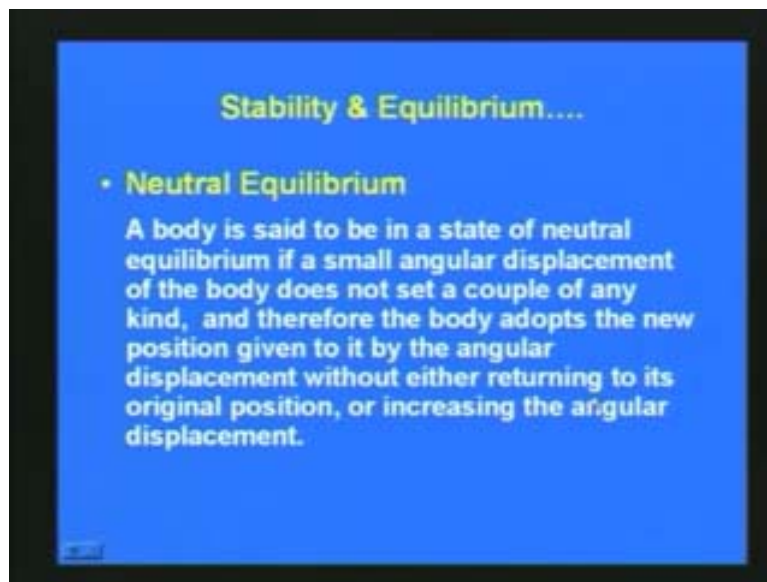 Stability & Equilibrium....
• Neutral Equilibrium
A body is said to be in a state of neutral
equilibrium if a small angular displacement
of the body does not set a couple of any
kind, and therefore the body adopts the new
position given to it by the angular
displacement without either returning to its
original position, or increasing the angular
displacement.